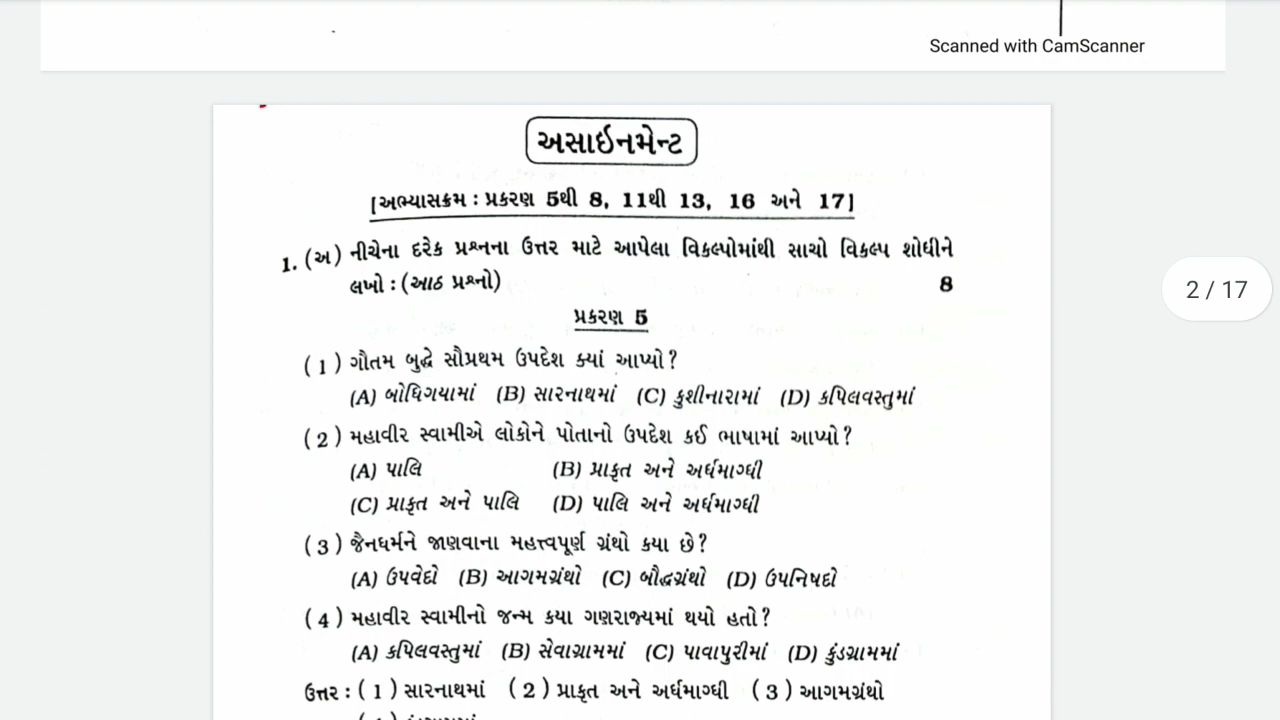 Scanned with CamScanner
અસાઇનમેન્ટ
[અભ્યાસક્રમ : પ્રકરણ 5થી 8, 11થી 13, 16 અને 17]
1. (અ) નીચેના દરેક પ્રશ્નના ઉત્તર માટે આપેલા વિકલ્પોમાંથી સાચો વિકલ્પ શોધીને
લખો : (આઠ પ્રશ્નો) 8
2 / 17
પ્રકરણ 5
(1) ગૌતમ બુદ્ધે સૌપ્રથમ ઉપદેશ ક્યાં આપ્યો?
(A) બોધિગયામાં (B) સારનાથમાં (C) કુશીનારામાં (D) કપિલવસ્તુમાં
(2) મહાવીર સ્વામીએ લોકોને પોતાનો ઉપદેશ કઈ ભાષામાં આપ્યો?
(A) પાલિ (B) પ્રાકૃત અને અર્ધમાગ્ધી
(C) પ્રાકૃત અને પાલિ (D) પાલિ અને અર્ધમાગ્ધી
(3) જૈનધર્મને જાણવાના મહત્ત્વપૂર્ણ ગ્રંથો કયા છે?
(A) ઉપવેદો (B) આગમગ્રંથો (C) બૌદ્ધગ્રંથો (D) ઉપનિષદો
(4) મહાવીર સ્વામીનો જન્મ કયા ગણરાજ્યમાં થયો હતો?
(A) કપિલવસ્તુમાં (B) સેવાગ્રામમાં (C) પાવાપુરીમાં (D) કુંડગ્રામમાં
ઉત્તર : (1) સારનાથમાં (2) પ્રાકૃત અને અર્ધમાગ્ધી (3) આગમગ્રંથો